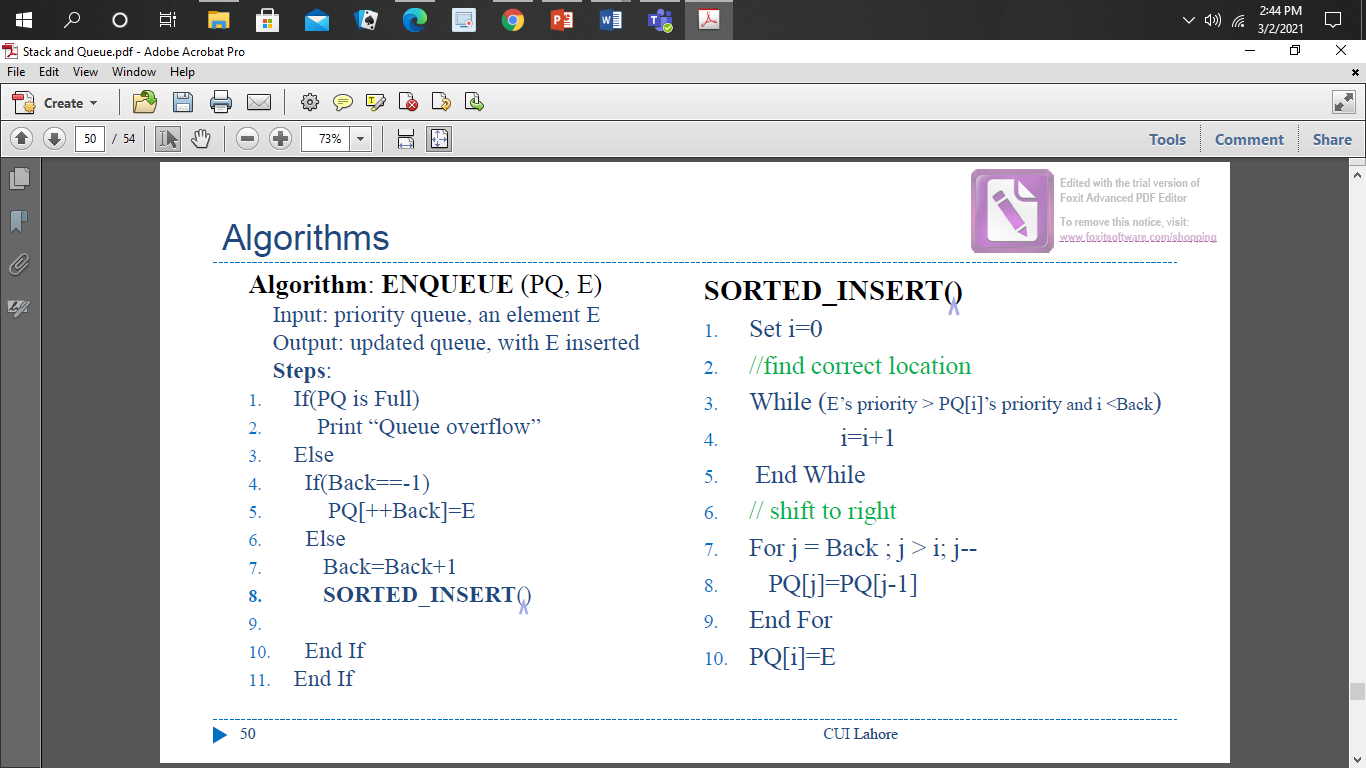 2:44 PM
3/2/2021
Stack and Queue.pdf - Adobe Acrobat Pro
File Edit View Window Help
Create
50 / 54 73% Tools Comment Share
Edited with the trial version of
Foxit Advanced PDF Editor
To remove this notice, visit:
www.foxitsoftware.com/shopping
Algorithms
Algorithm: ENQUEUE (PQ, E)
Input: priority queue, an element E
Output: updated queue, with E inserted
Steps:
1. If(PQ is Full)
2. Print “Queue overflow”
3. Else
4. If(Back==-1)
5. PQ[++Back]=E
6. Else
7. Back=Back+1
8. SORTED_INSERT()
9.
10. End If
11. End If
SORTED_INSERT()
1. Set i=0
2. //find correct location
3. While (E’s priority > PQ[i]’s priority and i <Back)
4. i=i+1
5. End While
6. // shift to right
7. For j = Back ; j > i; j--
8. PQ[j]=PQ[j-1]
9. End For
10. PQ[i]=E
50 CUI Lahore